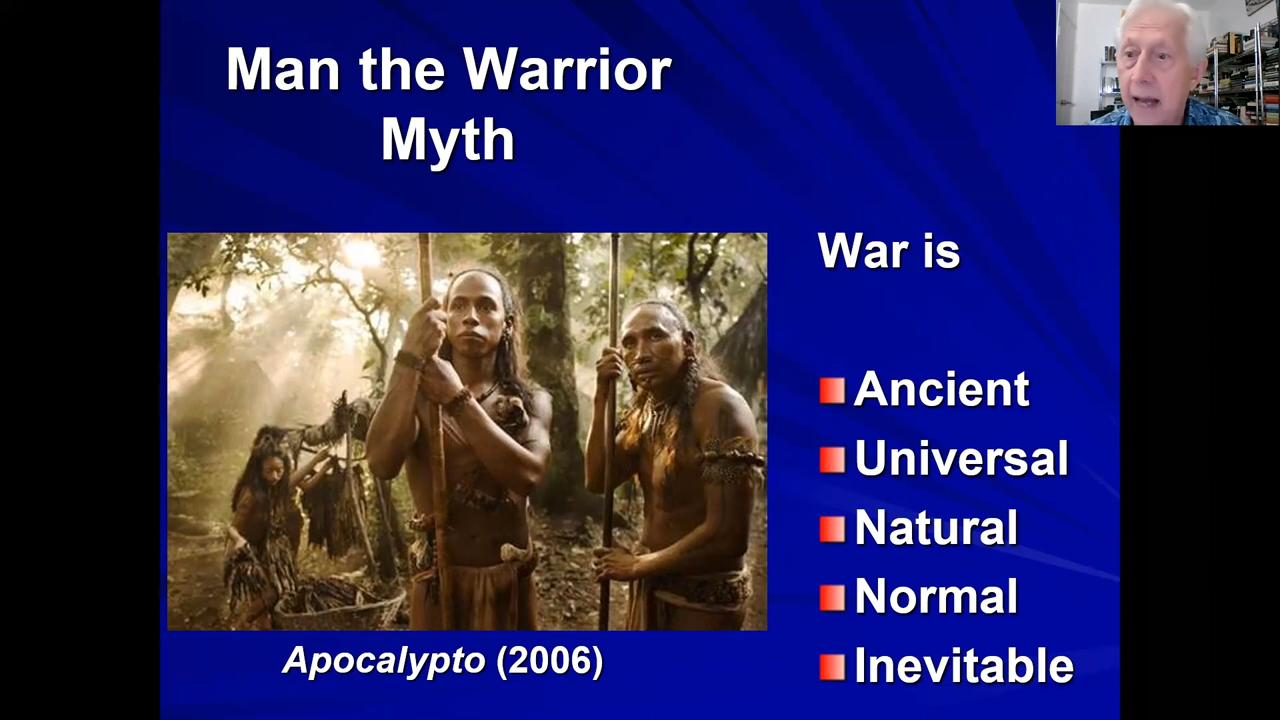 Man the Warrior
Myth
War is
Ancient
Universal
Natural
Normal
Inevitable
Apocalypto (2006)